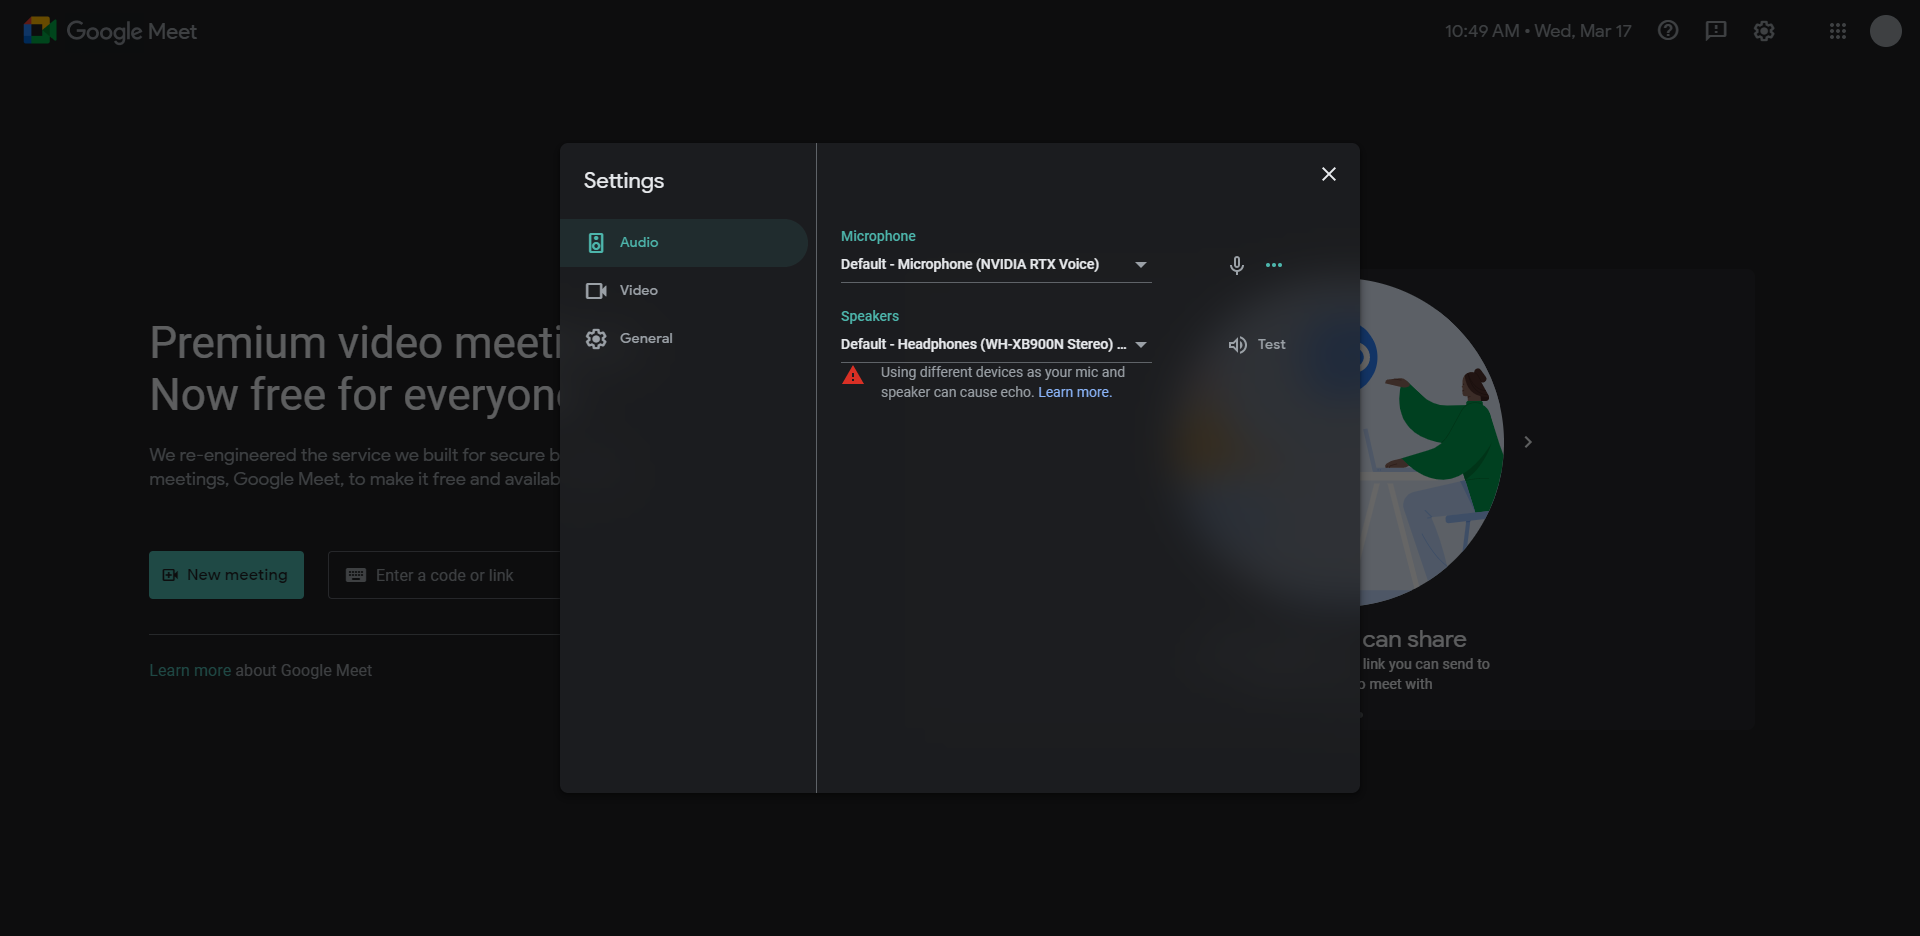 Google Meet
10:49 AM • Wed, Mar 17
Settings
Audio
Video
General
Microphone
Default - Microphone (NVIDIA RTX Voice)
Speakers
Default - Headphones (WH-XB900N Stereo) ...
Test
Using different devices as your mic and
speaker can cause echo. Learn more.
Premium video
Now free for
We re-engineered the service we built for secure
meetings, Google Meet, to make it free and
New meeting
Enter a code or link
Learn more about Google Meet
can share
link you can send to
meet with